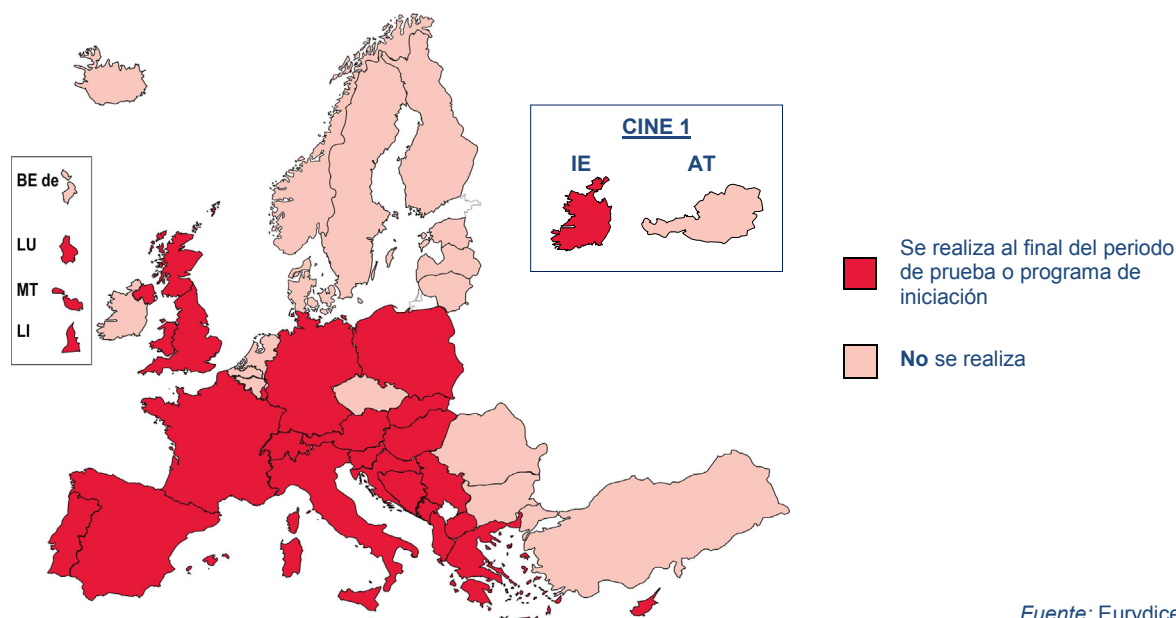 CINE 1
IE
AT
BE de
LU
MT
LI
Se realiza al final del periodo
de prueba o programa de
iniciación
No se realiza
Fuente: Eurydice